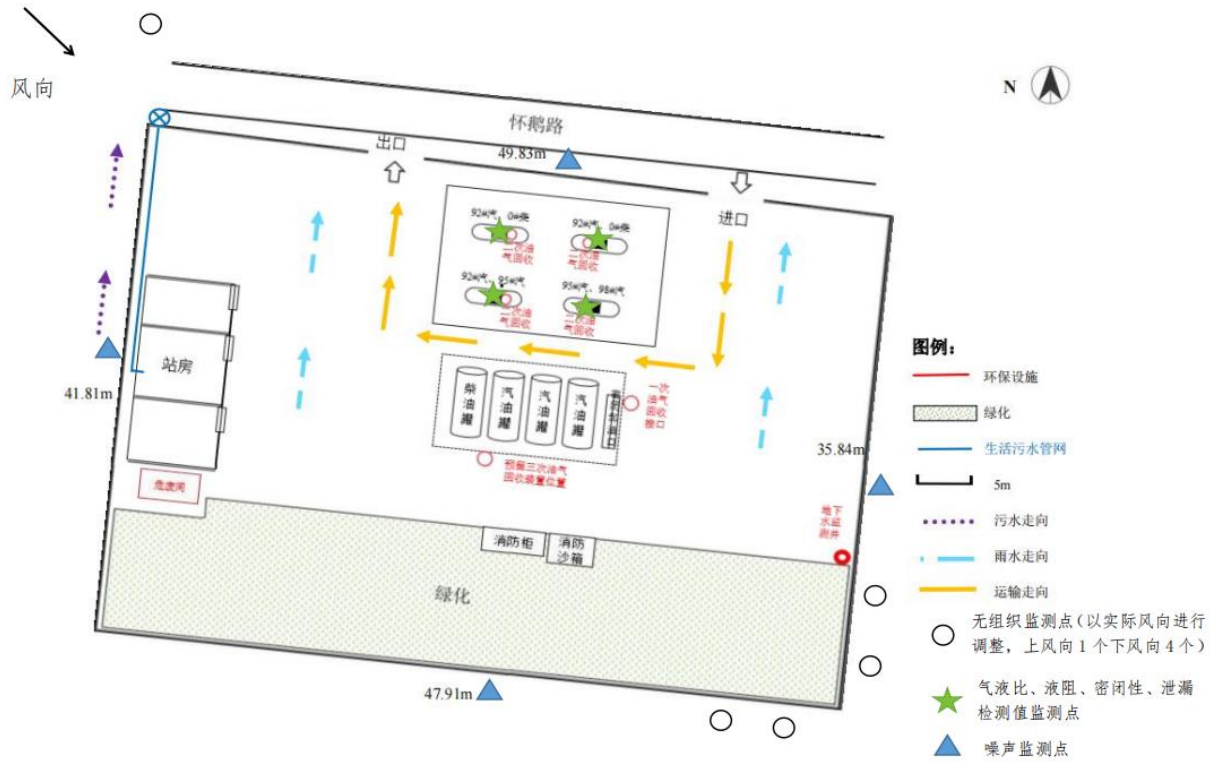 风向
N
怀鹅路
出口
49.83m
进口
92#汽、0#柴
92#汽、0#柴
二次油
气回收
二次油
气回收
92#汽、95#汽
95#汽、98#汽
二次油
气回收
二次油
气回收
站房
41.81m
柴油罐
汽油罐
汽油罐
汽油罐
一次
油气
回收
接口
预留三次油气
回收装置位置
35.84m
危废间
地下
水监
测井
消防柜
消防
沙箱
绿化
47.91m
图例：
环保设施
绿化
生活污水管网
5m
污水走向
雨水走向
运输走向
无组织监测点（以实际风向进行
调整，上风向1个下风向4个）
气液比、液阻、密闭性、泄漏
检测值监测点
噪声监测点